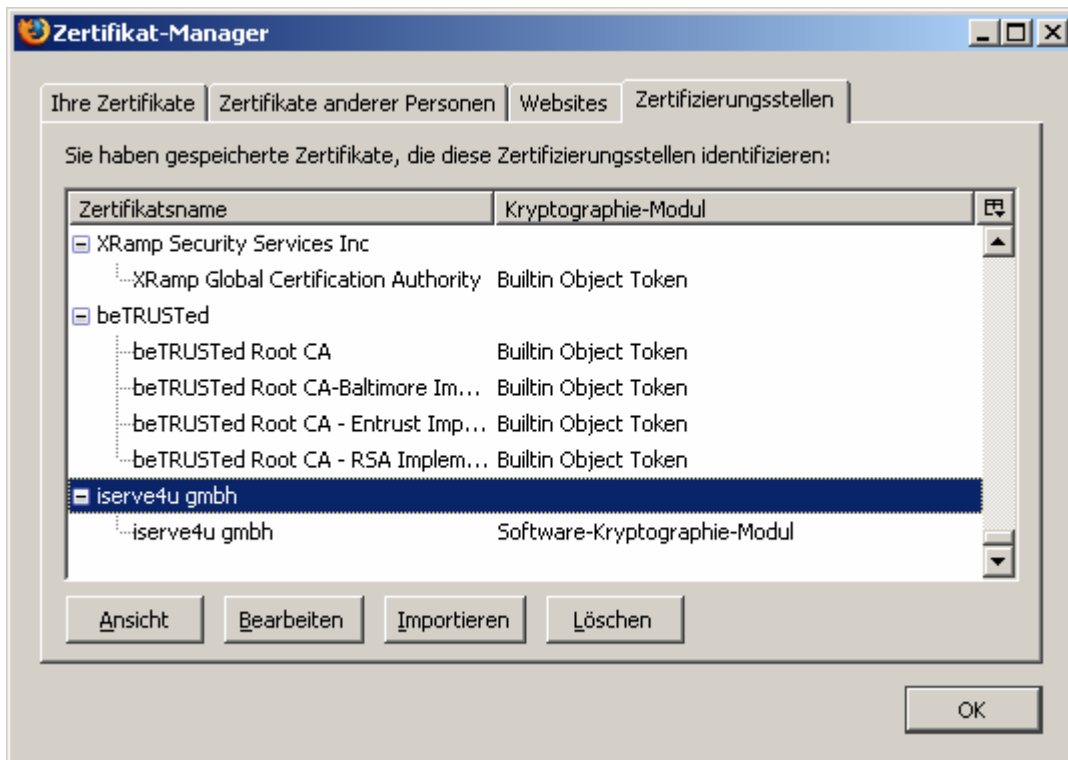 Zertifikat-Manager
Ihre Zertifikate Zertifikate anderer Personen Websites Zertifizierungsstellen
Sie haben gespeicherte Zertifikate, die diese Zertifizierungsstellen identifizieren:
Zertifikatsname Kryptographie-Modul
XRamp Security Services Inc
XRamp Global Certification Authority Builtin Object Token
beTRUSTed
beTRUSTed Root CA Builtin Object Token
beTRUSTed Root CA-Baltimore Im... Builtin Object Token
beTRUSTed Root CA - Entrust Imp... Builtin Object Token
beTRUSTed Root CA - RSA Implem... Builtin Object Token
iserve4u gmbh
iserve4u gmbh Software-Kryptographie-Modul
Ansicht Bearbeiten Importieren Löschen
OK